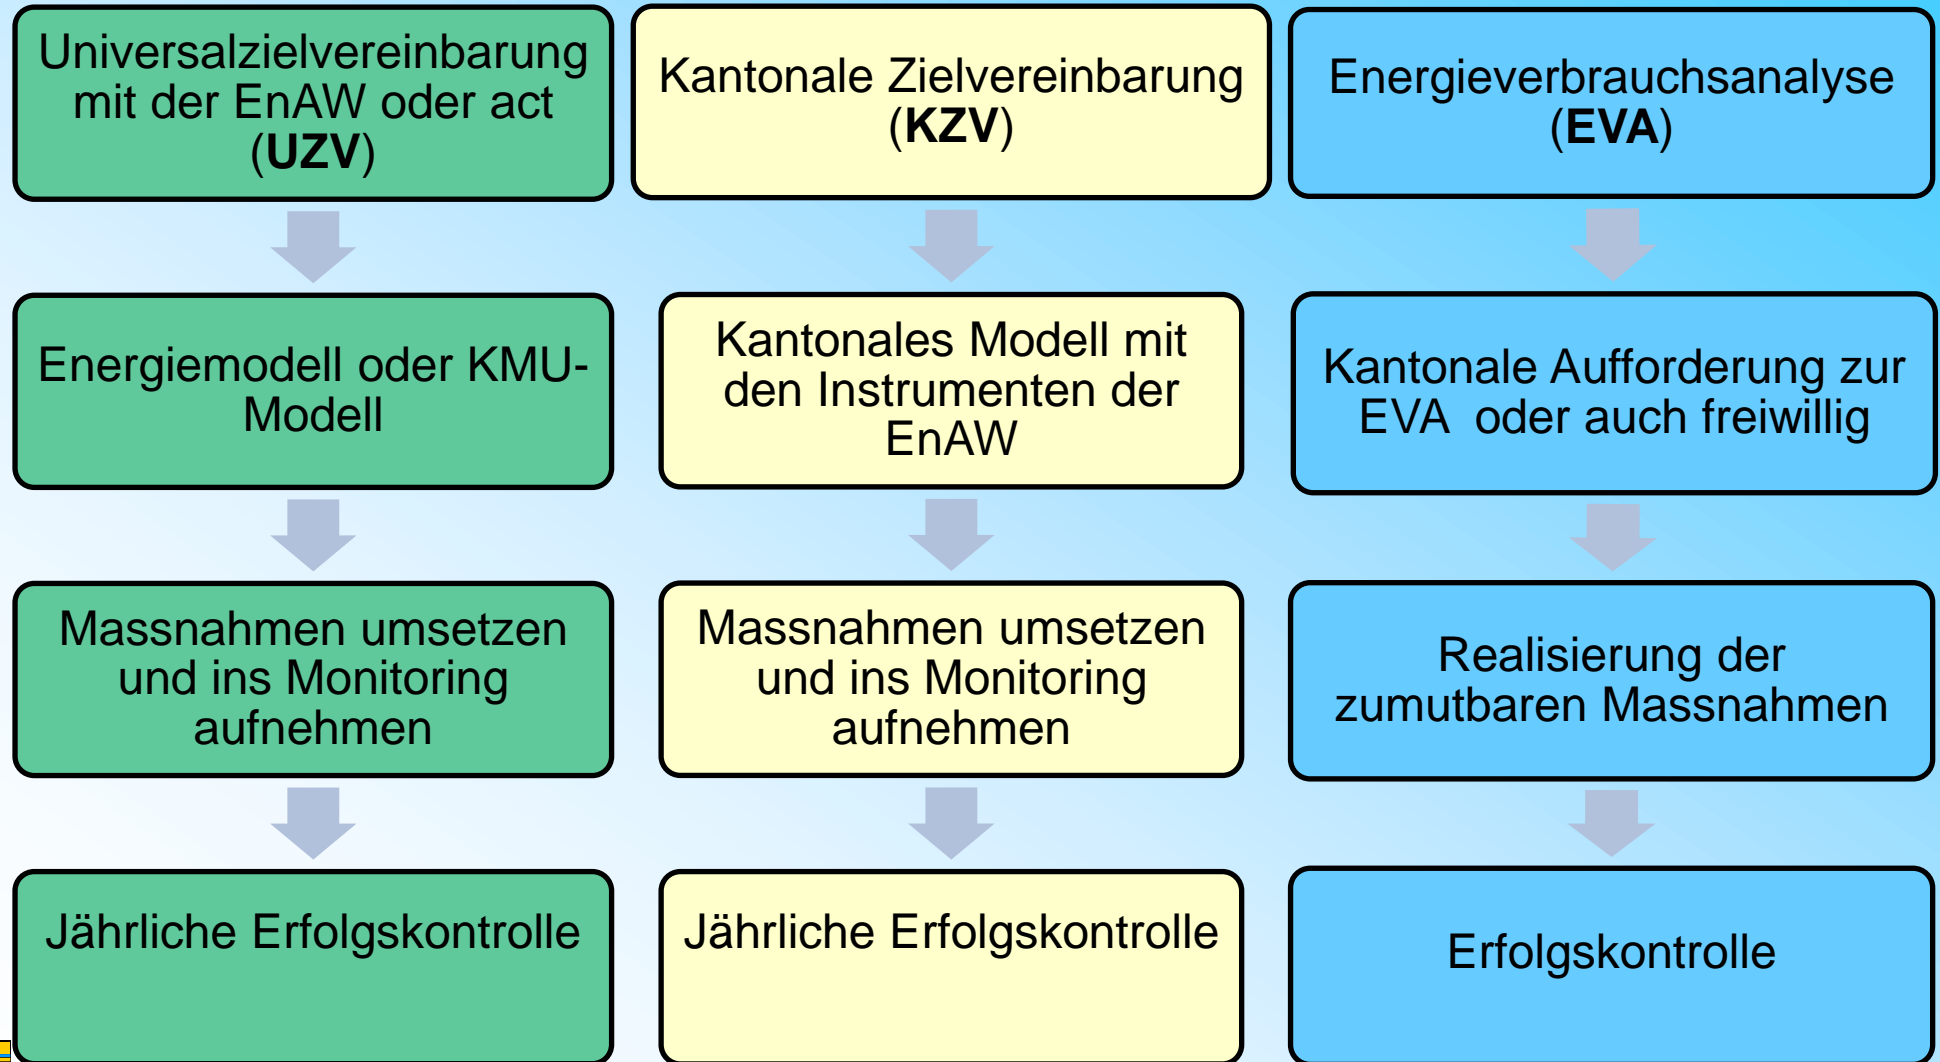 Universalzielvereinbarung
mit der EnAW oder act
(UZV)
Energiemodell oder KMU-
Modell
Massnahmen umsetzen
und ins Monitoring
aufnehmen
Jährliche Erfolgskontrolle
Kantonale Zielvereinbarung
(KZV)
Kantonales Modell mit
den Instrumenten der
EnAW
Massnahmen umsetzen
und ins Monitoring
aufnehmen
Jährliche Erfolgskontrolle
Energieverbrauchsanalyse
(EVA)
Kantonale Aufforderung zur
EVA oder auch freiwillig
Realisierung der
zumutbaren Massnahmen
Erfolgskontrolle